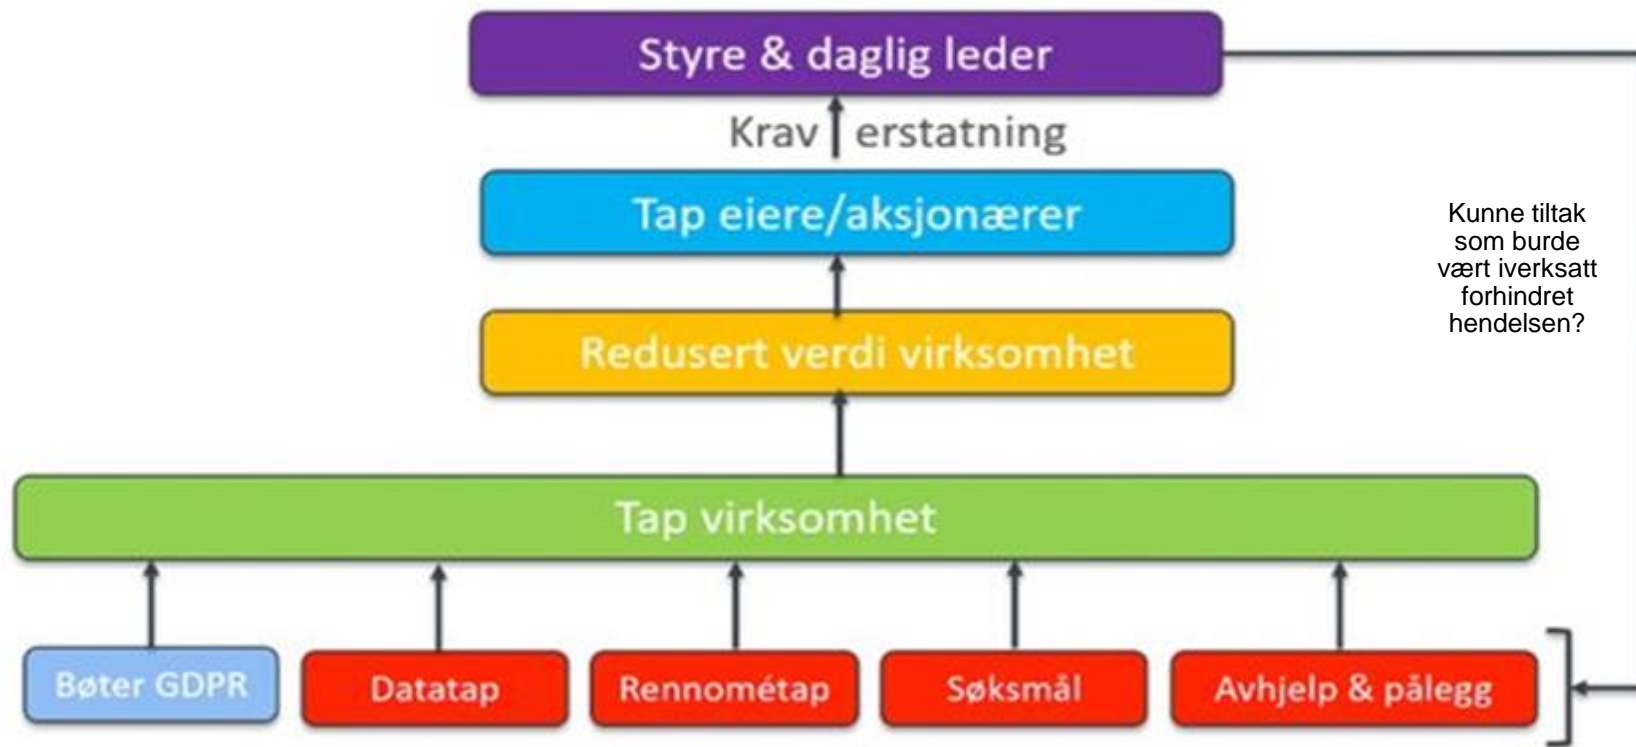 Styre & daglig leder
Krav erstatning
Tap eiere/aksjonærer
Kunne tiltak
som burde
vært iverksatt
forhindret
hendelsen?
Redusert verdi virksomhet
Tap virksomhet
Bøter GDPR
Datatap
Rennométap
Søksmål
Avhjelp & pålegg